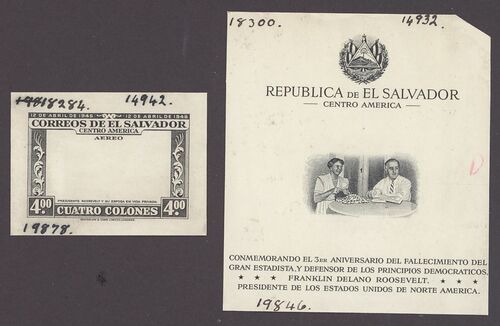 18284.
14942.
12 DE ABRIL DE 1945 12 DE ABRIL DE 1948
CORREOS DE EL SALVADOR
CENTRO AMERICA
AEREO
PRESIDENTE ROOSEVELT Y SU ESPOSA EN VIDA PRIVADA
4.00 CUATRO COLONES 4.00
19878.
18300.
14932.
REPUBLICA DE EL SALVADOR
— CENTRO AMERICA —
CONMEMORANDO EL 3ER ANIVERSARIO DEL FALLECIMIENTO DEL
GRAN ESTADISTA, Y DEFENSOR DE LOS PRINCIPIOS DEMOCRATICOS.
★ ★ ★ FRANKLIN DELANO ROOSEVELT. ★ ★ ★
PRESIDENTE DE LOS ESTADOS UNIDOS DE NORTE AMERICA.
19846.